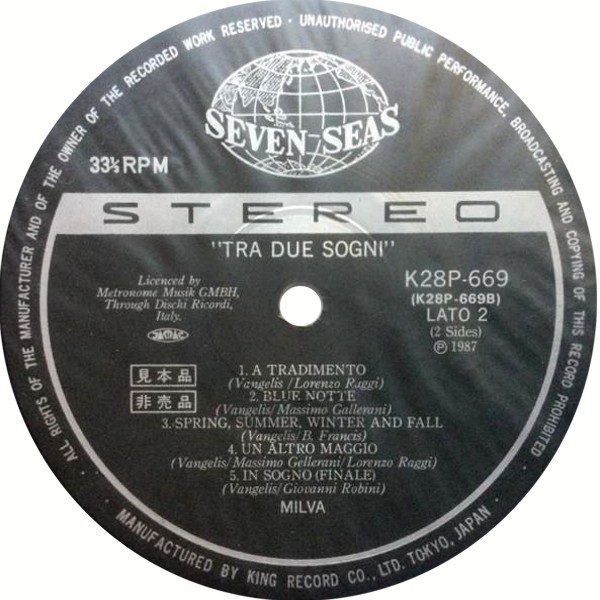 ALL RIGHTS OF THE MANUFACTURER AND OF THE OWNER OF THE RECORDED WORK RESERVED · UNAUTHORISED PUBLIC PERFORMANCE, BROADCASTING AND COPYING OF THIS RECORD PROHIBITED
SEVEN SEAS
33⅓RPM
STEREO
"TRA DUE SOGNI"
Licenced by
Metronome Musik GMBH,
Through Dischi Ricordi,
Italy.
JASRAC
K28P-669
(K28P-669B)
LATO 2
(2 Sides)
Ⓟ 1987
見本品
非売品
1. A TRADIMENTO
(Vangelis/Lorenzo Raggi)
2. BLUE NOTTE
(Vangelis/Massimo Gallerani)
3. SPRING, SUMMER, WINTER AND FALL
(Vangelis/B. Francis)
4. UN ALTRO MAGGIO
(Vangelis/Massimo Gellerani/Lorenzo Raggi)
5. IN SOGNO (FINALE)
(Vangelis/Giovanni Robini)
MILVA
· MANUFACTURED BY KING RECORD CO., LTD. TOKYO, JAPAN ·